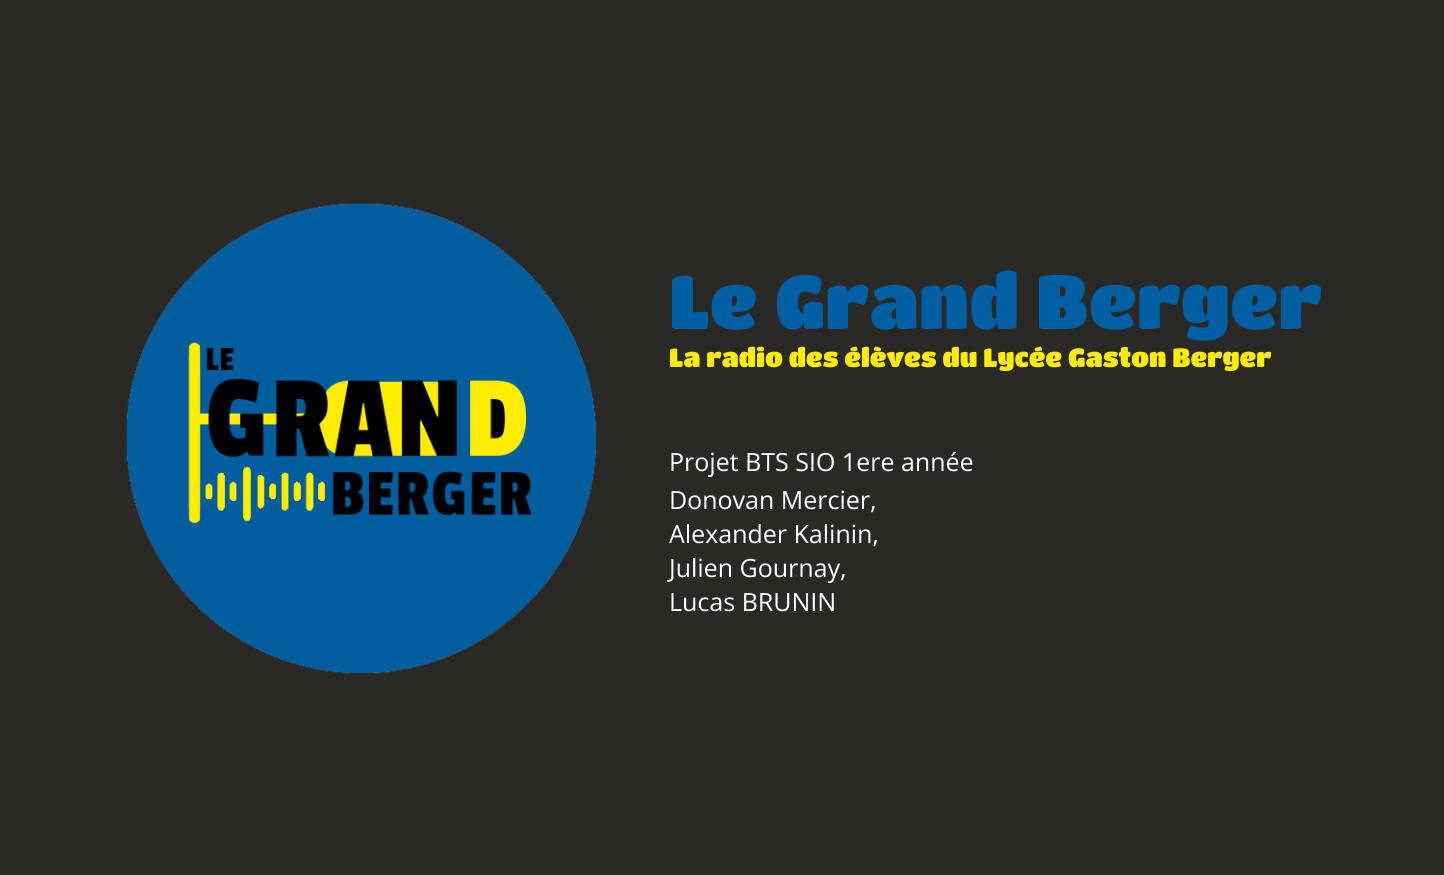 LE
GRAND
BERGER
Le Grand Berger
La radio des élèves du Lycée Gaston Berger
Projet BTS SIO 1ere année
Donovan Mercier,
Alexander Kalinin,
Julien Gournay,
Lucas BRUNIN